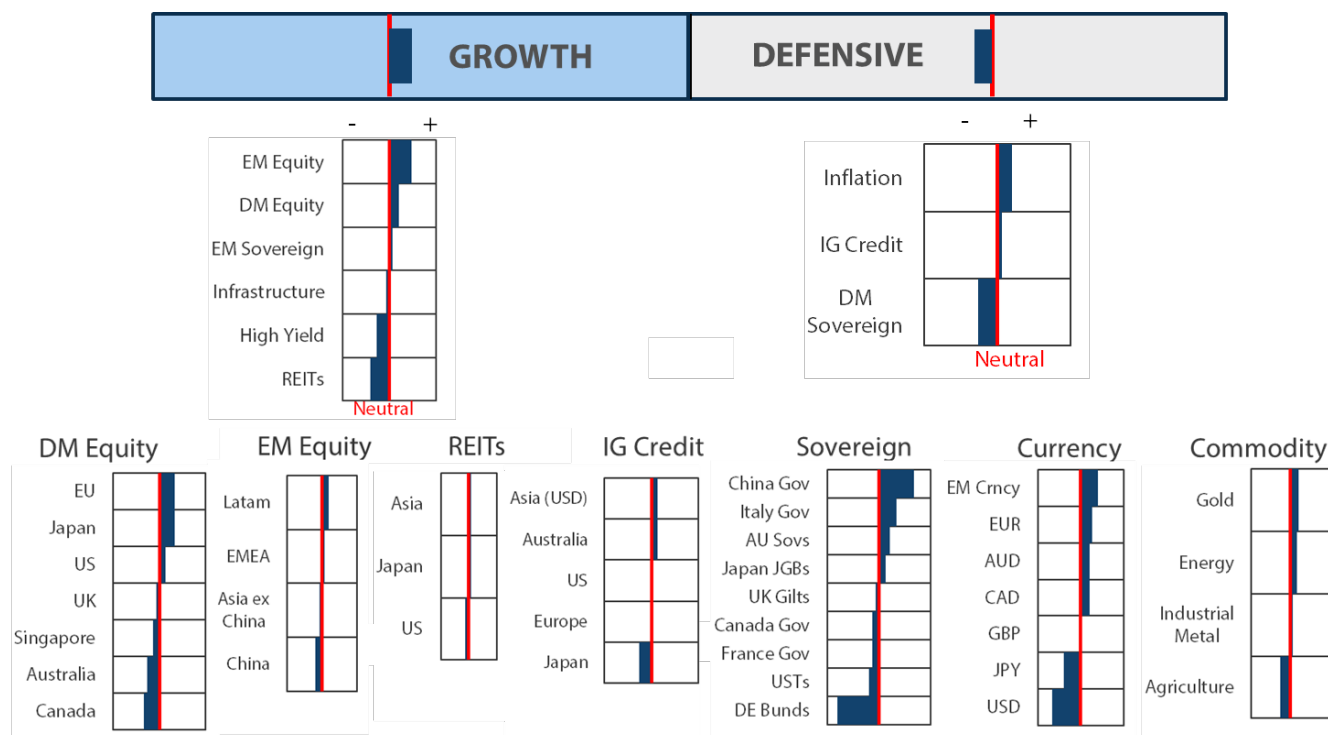 GROWTH
DEFENSIVE
- +
EM Equity
DM Equity
EM Sovereign
Infrastructure
High Yield
REITs
Neutral
- +
Inflation
IG Credit
DM
Sovereign
Neutral
DM Equity
EU
Japan
US
UK
Singapore
Australia
Canada
EM Equity
Latam
EMEA
Asia ex
China
China
REITs
Asia
Japan
US
IG Credit
Asia (USD)
Australia
US
Europe
Japan
Sovereign
China Gov
Italy Gov
AU Sovs
Japan JGBs
UK Gilts
Canada Gov
France Gov
USTs
DE Bunds
Currency
EM Crncy
EUR
AUD
CAD
GBP
JPY
USD
Commodity
Gold
Energy
Industrial
Metal
Agriculture